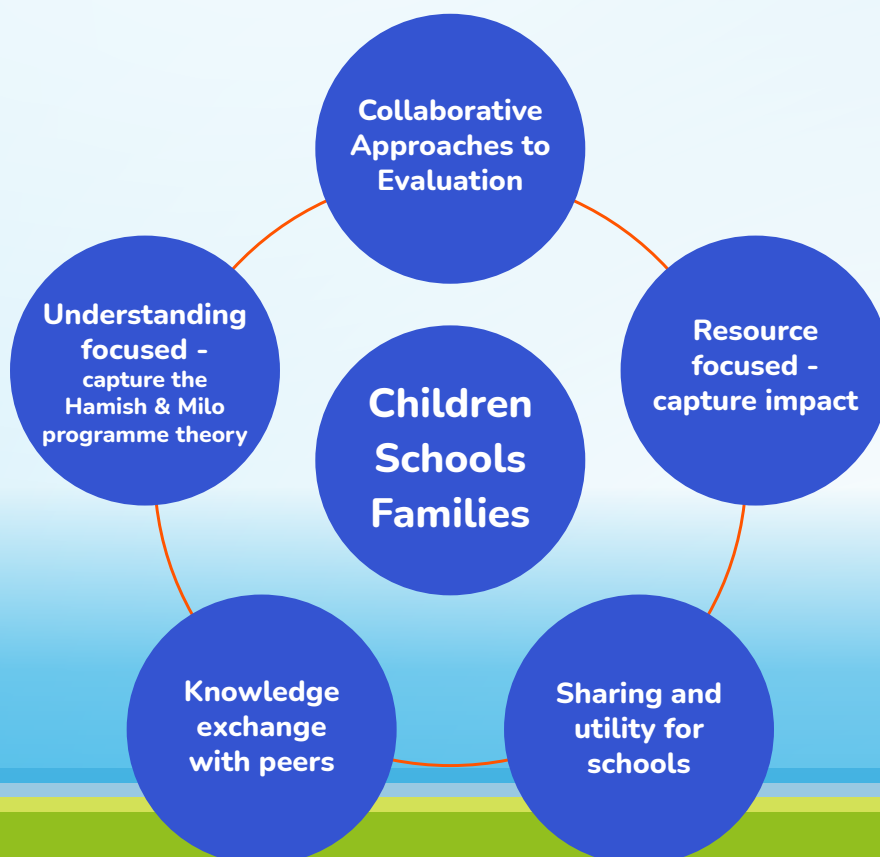 Collaborative
Approaches to
Evaluation
Understanding
focused -
capture the
Hamish & Milo
programme theory
Resource
focused -
capture impact
Children
Schools
Families
Knowledge
exchange
with peers
Sharing and
utility for
schools